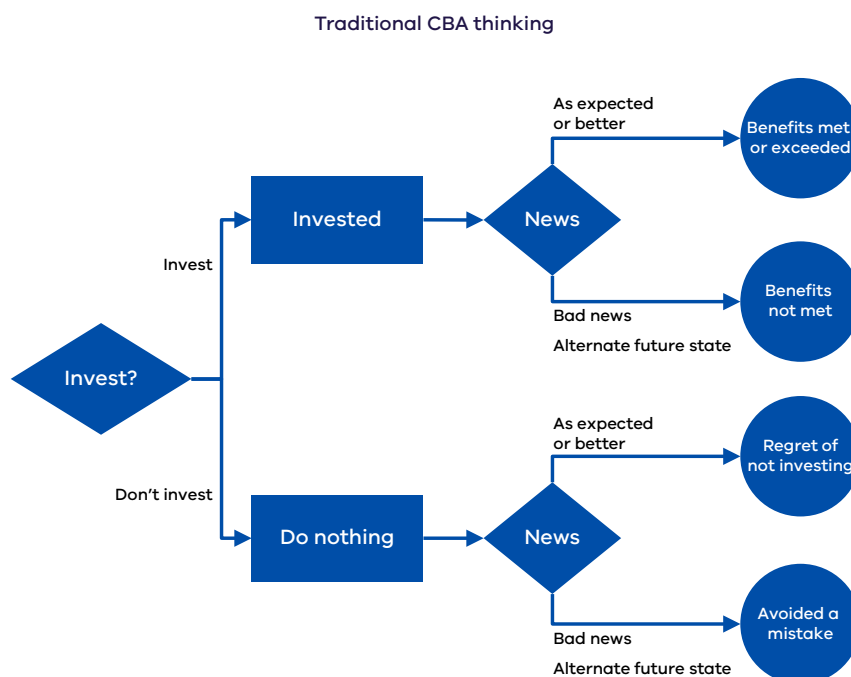 Traditional CBA thinking
As expected
or better
Benefits met
or exceeded
Invested
News
Invest
Benefits
not met
Bad news
Alternate future state
Invest?
As expected
or better
Regret of
not investing
Don't invest
Do nothing
News
Avoided a
mistake
Bad news
Alternate future state